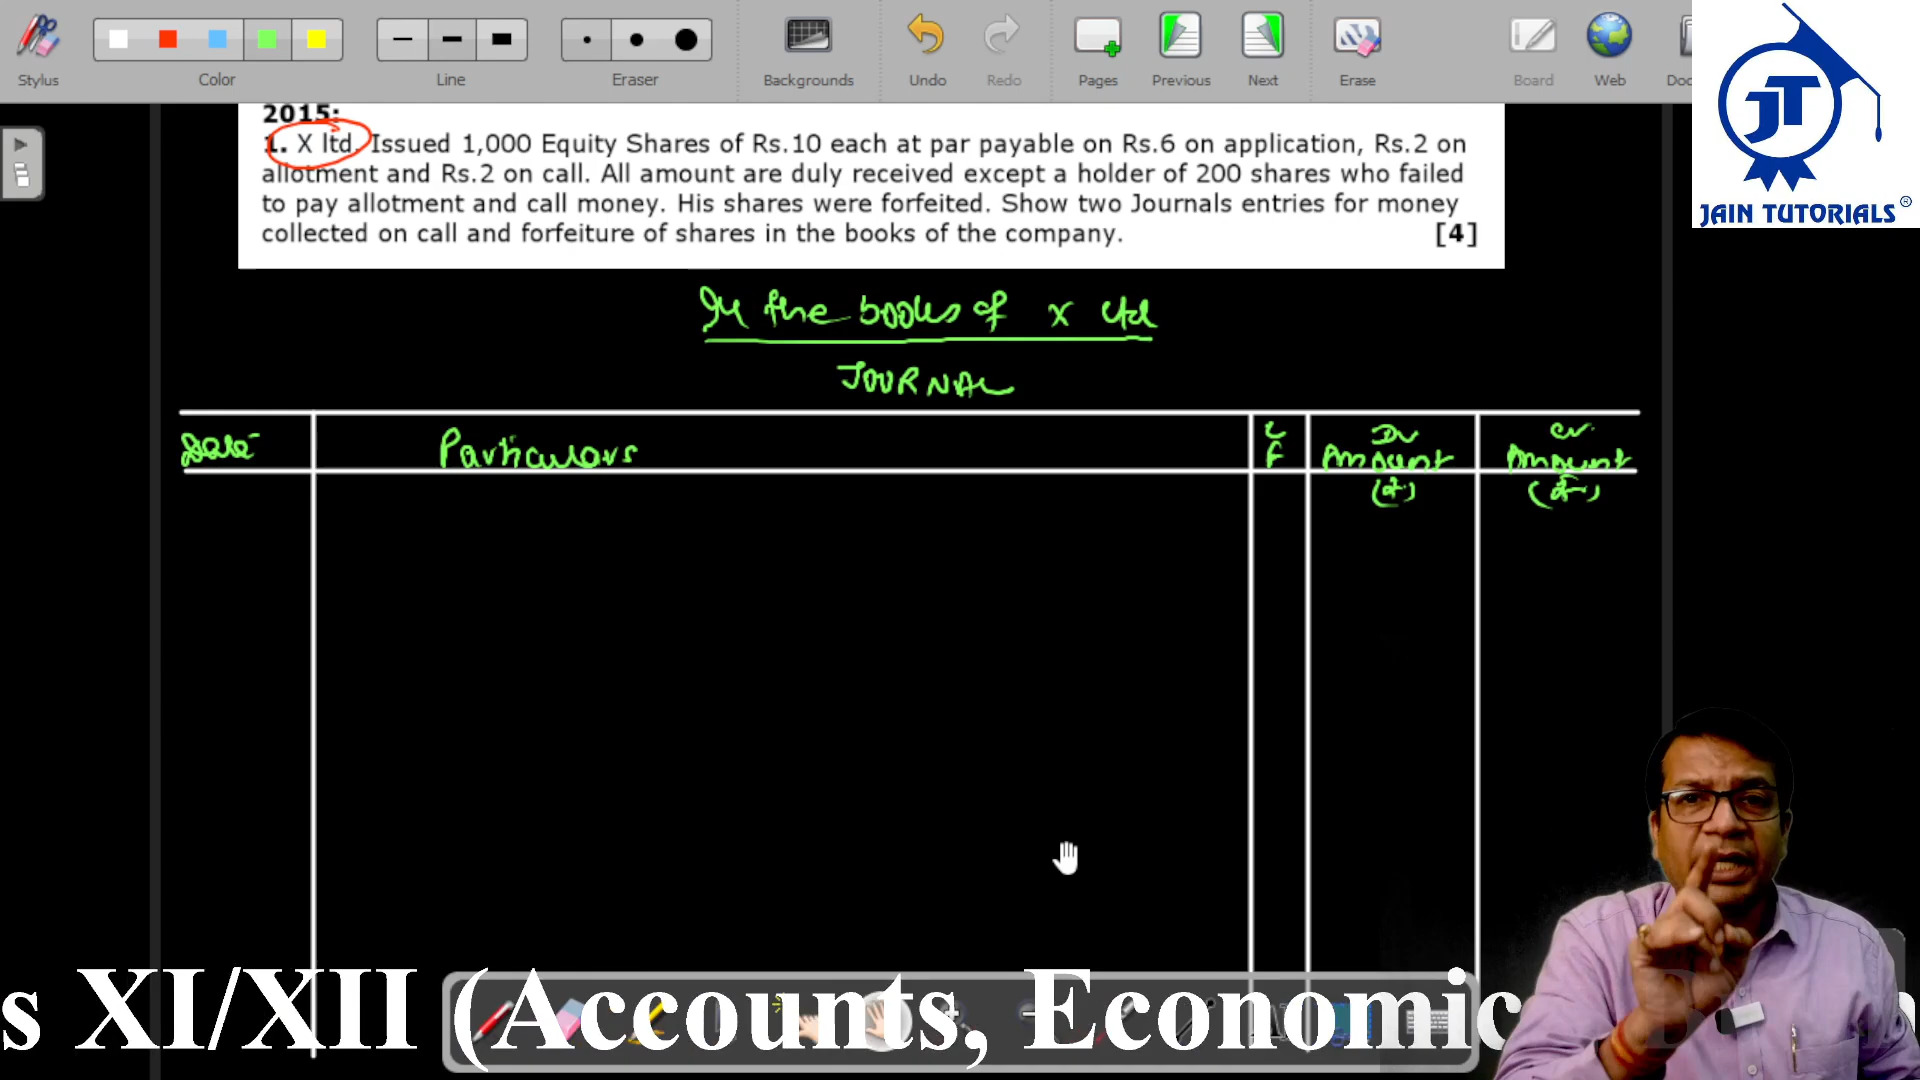 Stylus
Color
Line
Eraser
Backgrounds
Undo
Redo
Pages
Previous
Next
Erase
Board
Web
JT
JAIN TUTORIALS®
2015:
1. X ltd. Issued 1,000 Equity Shares of Rs.10 each at par payable on Rs.6 on application, Rs.2 on
allotment and Rs.2 on call. All amount are duly received except a holder of 200 shares who failed
to pay allotment and call money. His shares were forfeited. Show two Journals entries for money
collected on call and forfeiture of shares in the books of the company. [4]
In the books of X Ltd
JOURNAL
Date Particulars L F Dr Amount (₹) Cr. Amount (₹)
s XI/XII (Accounts, Economic